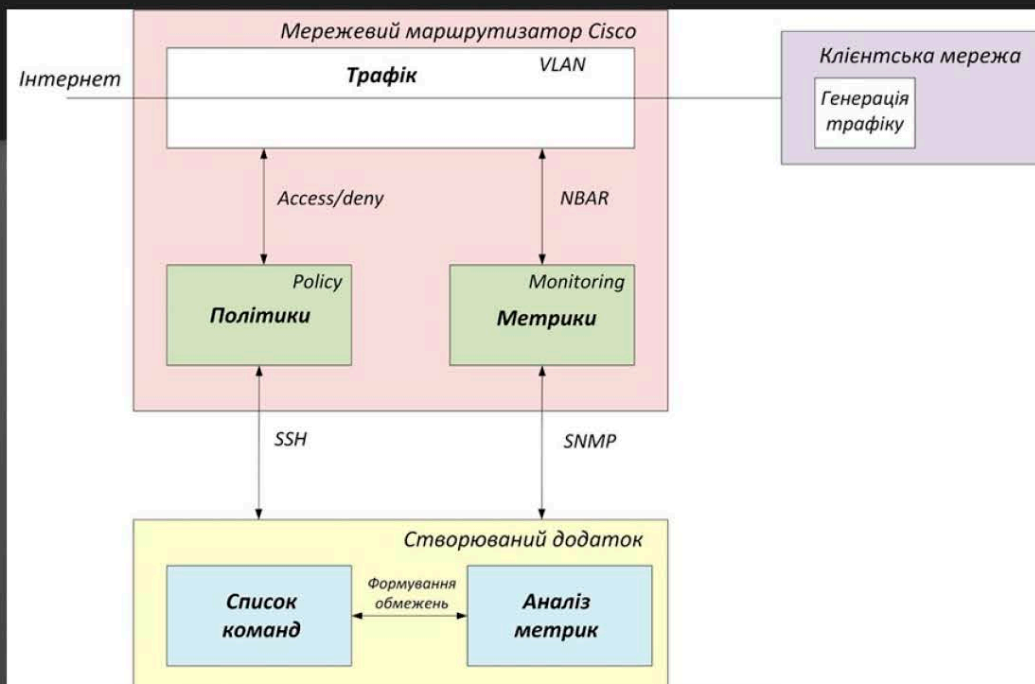 Мережевий маршрутизатор Cisco
Інтернет
Трафік
VLAN
Клієнтська мережа
Генерація
трафіку
Access/deny
NBAR
Policy
Політики
Monitoring
Метрики
SSH
SNMP
Створюваний додаток
Список
команд
Формування
обмежень
Аналіз
метрик